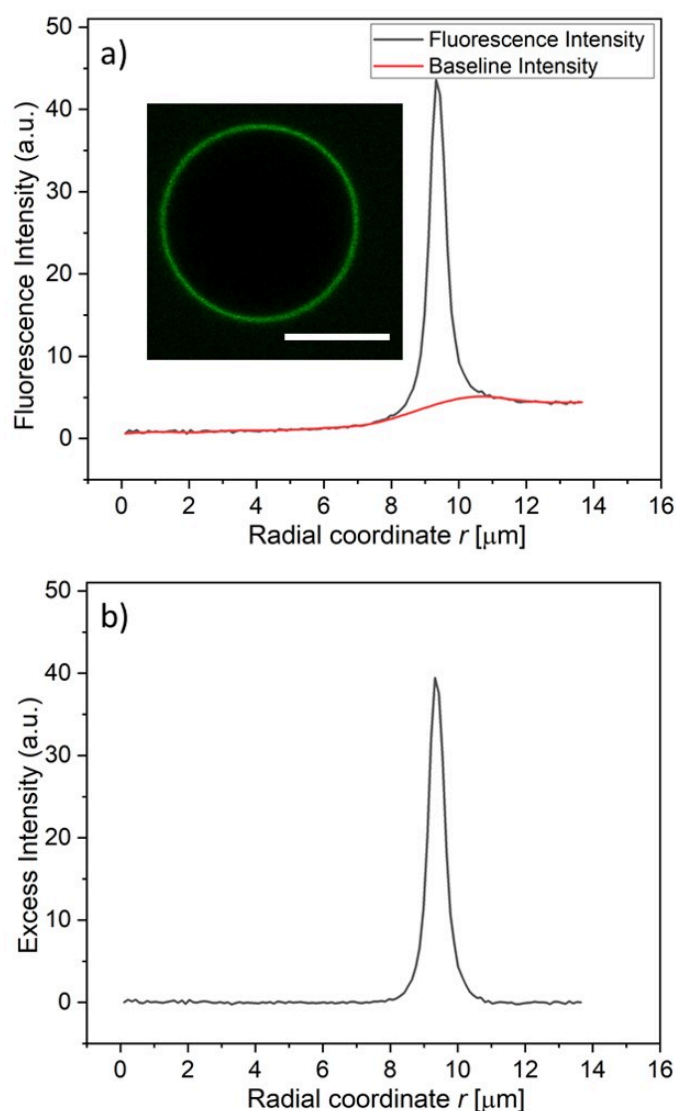 a)
Fluorescence Intensity
Baseline Intensity
50
40
30
20
10
0
Fluorescence Intensity (a.u.)
0 2 4 6 8 10 12 14 16
Radial coordinate r [μm]
b)
50
40
30
20
10
0
Excess Intensity (a.u.)
0 2 4 6 8 10 12 14 16
Radial coordinate r [μm]